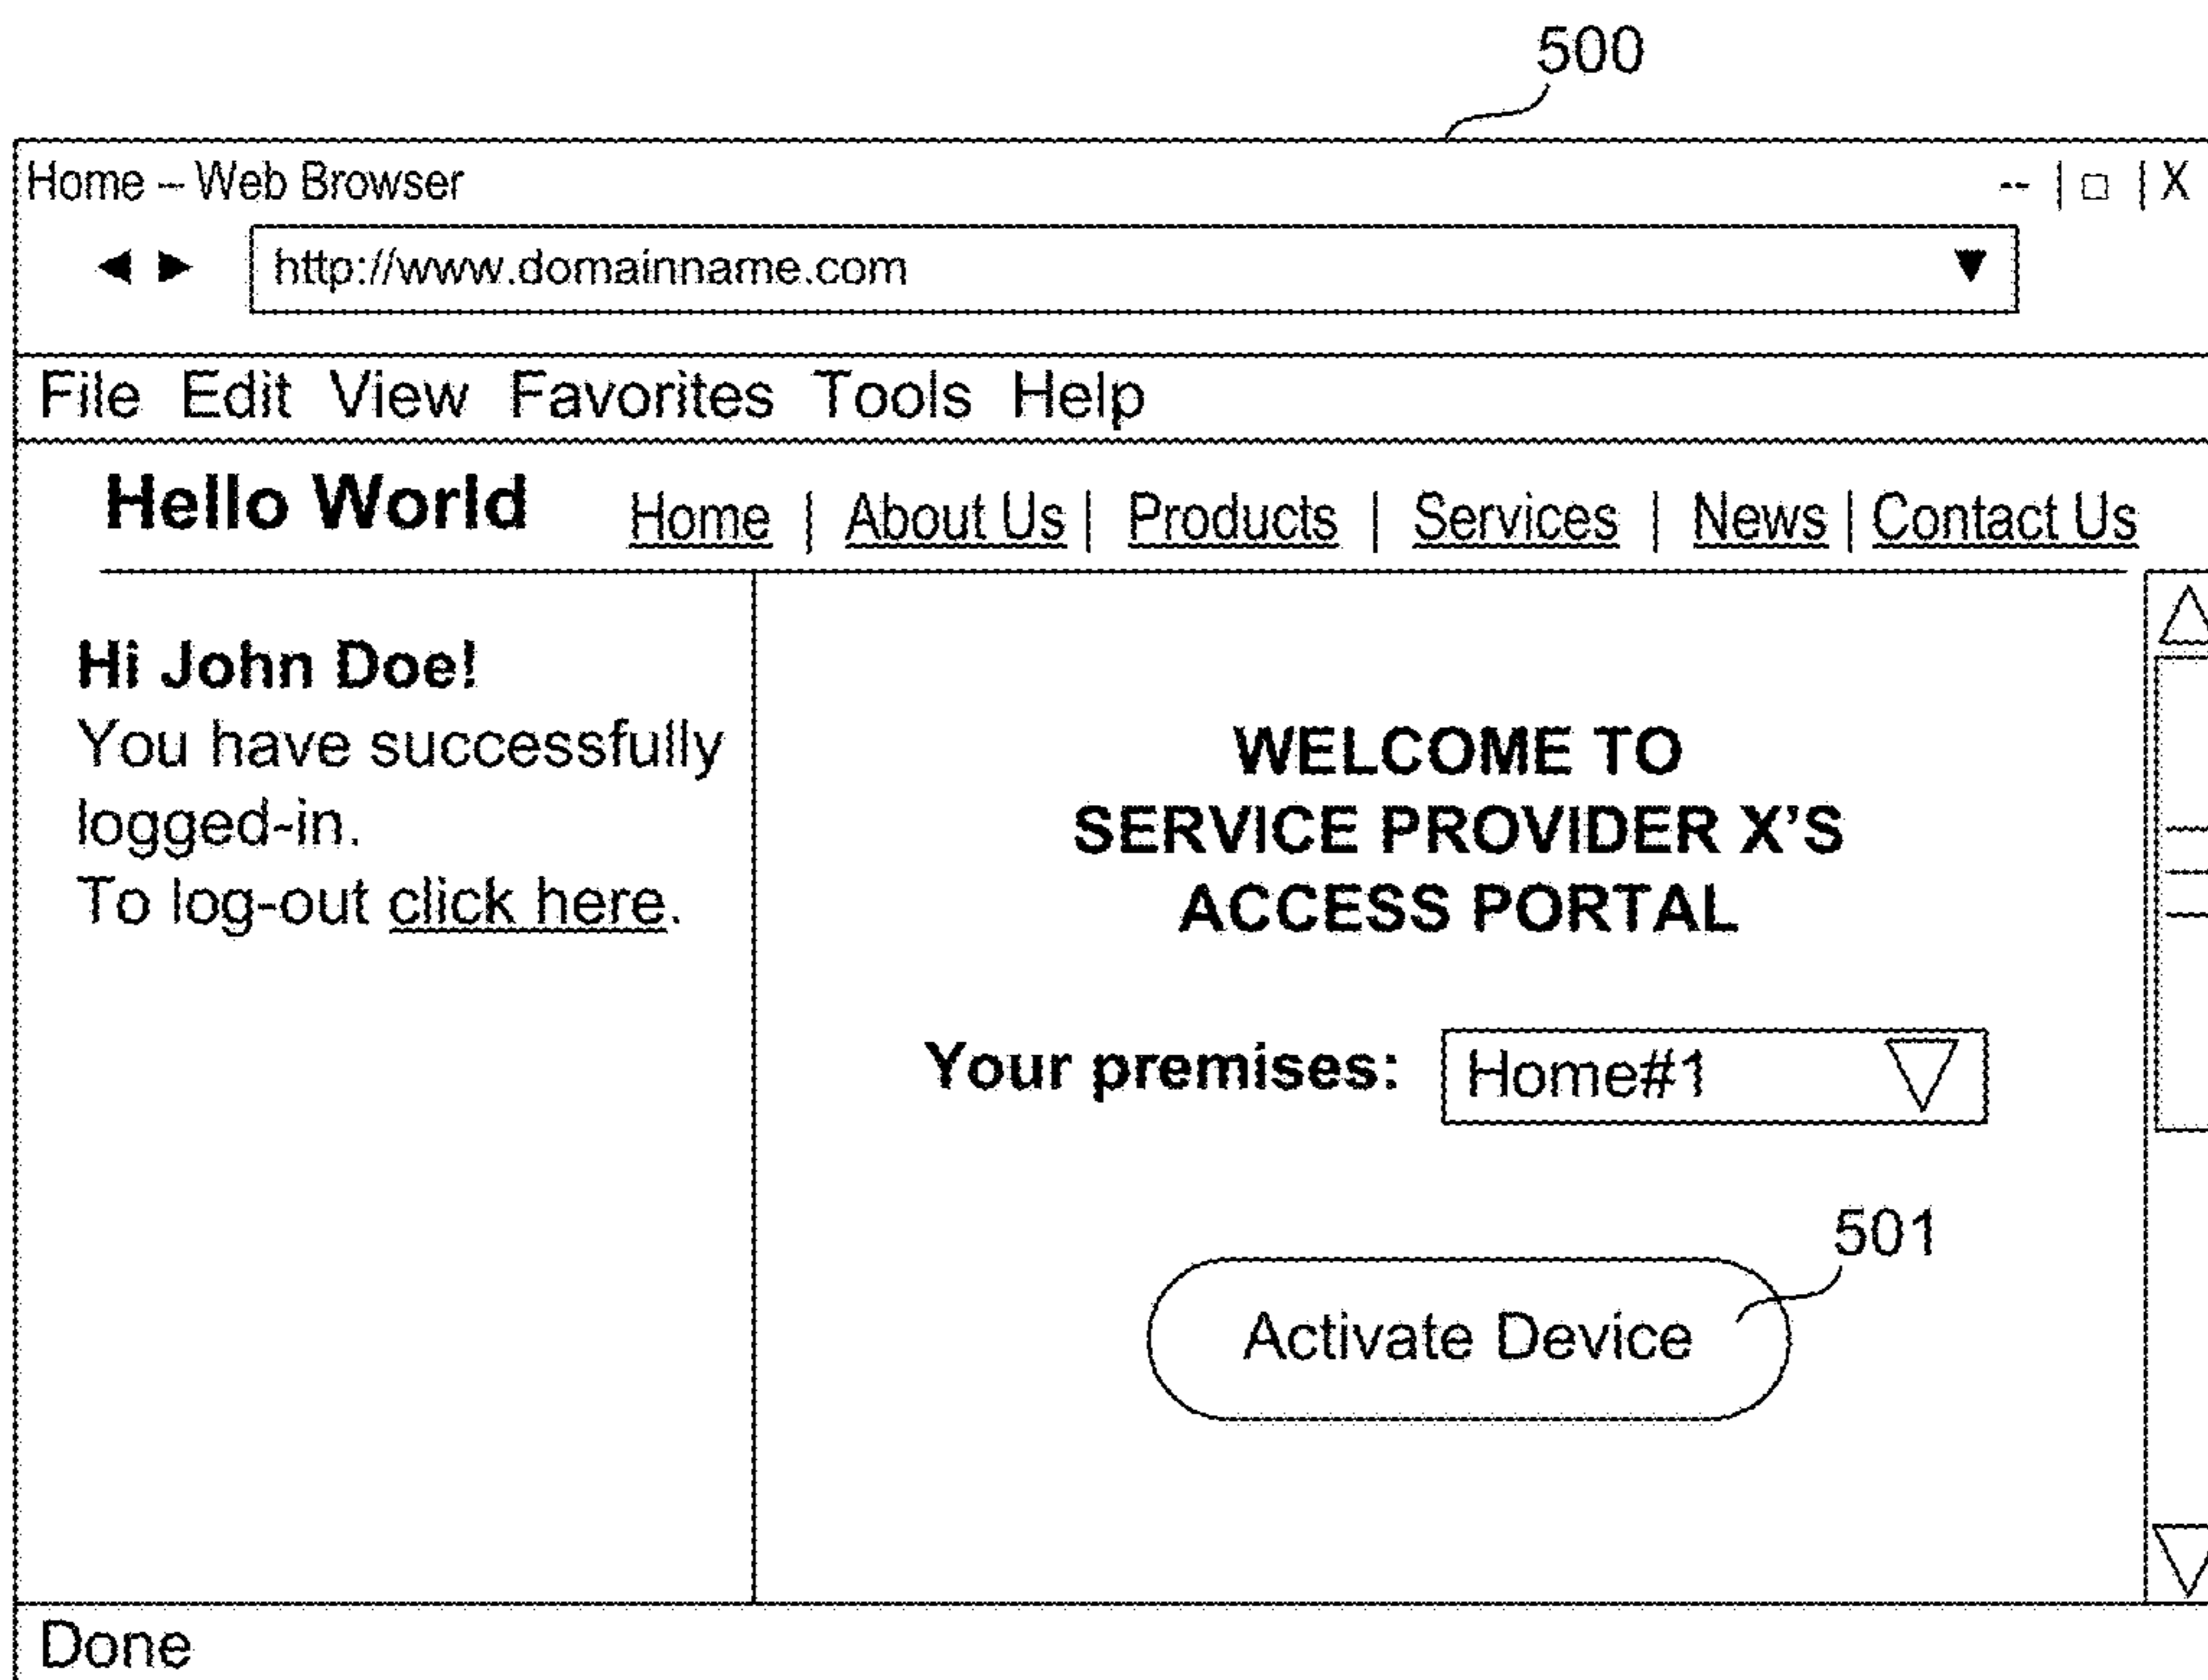 500
Home – Web Browser -- | □ | X
http://www.domainname.com
File Edit View Favorites Tools Help
Hello World Home | About Us | Products | Services | News | Contact Us
Hi John Doe!
You have successfully
logged-in.
To log-out click here.
WELCOME TO
SERVICE PROVIDER X'S
ACCESS PORTAL
Your premises: Home#1
501
Activate Device
Done